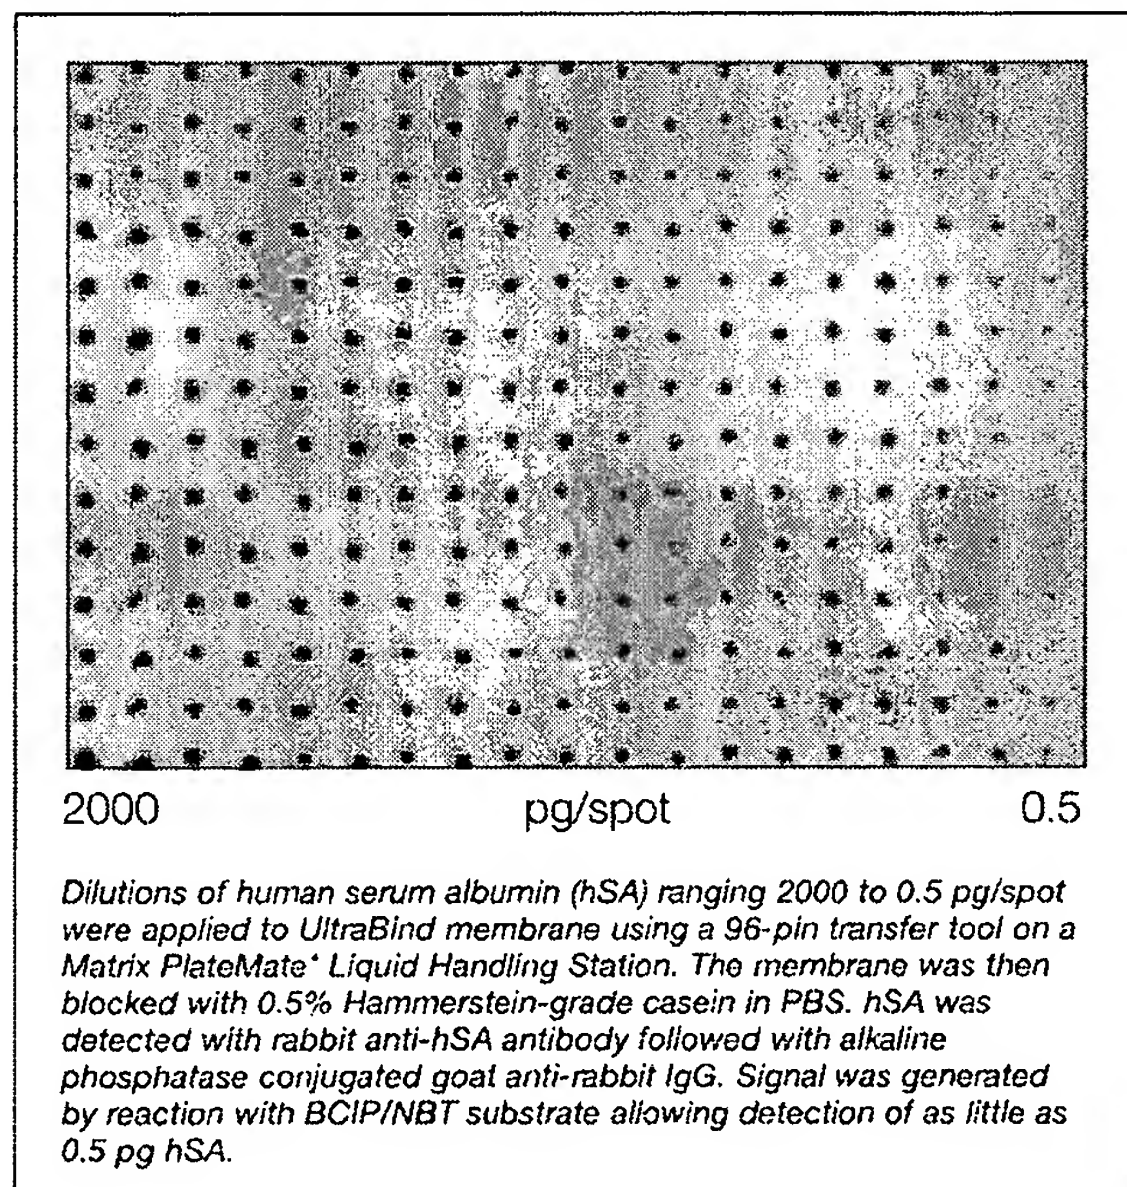 2000 pg/spot 0.5
Dilutions of human serum albumin (hSA) ranging 2000 to 0.5 pg/spot
were applied to UltraBind membrane using a 96-pin transfer tool on a
Matrix PlateMate* Liquid Handling Station. The membrane was then
blocked with 0.5% Hammerstein-grade casein in PBS. hSA was
detected with rabbit anti-hSA antibody followed with alkaline
phosphatase conjugated goat anti-rabbit IgG. Signal was generated
by reaction with BCIP/NBT substrate allowing detection of as little as
0.5 pg hSA.